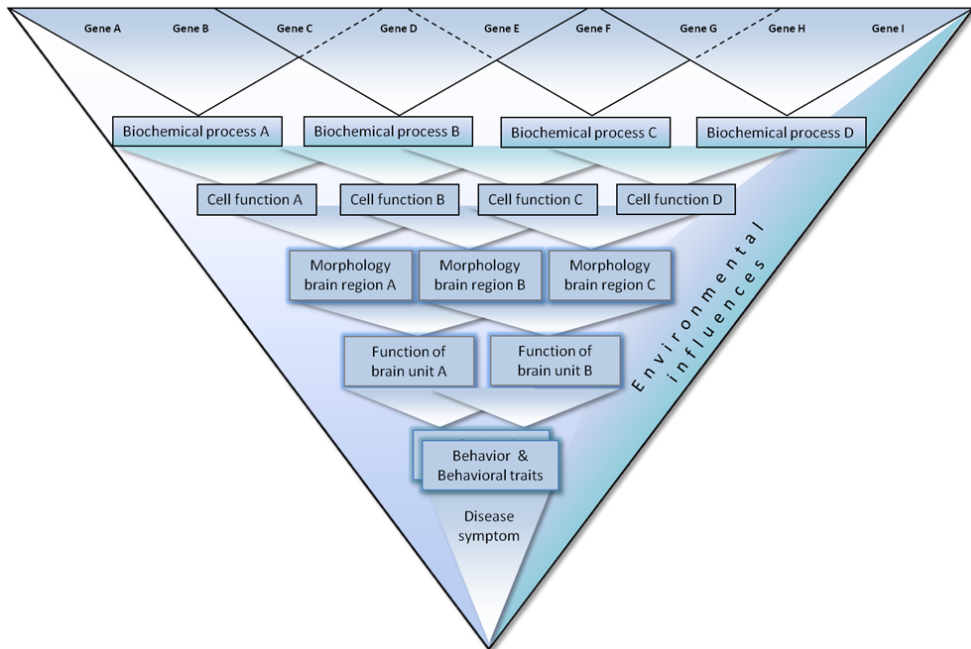 Gene A Gene B Gene C Gene D Gene E Gene F Gene G Gene H Gene I
Biochemical process A Biochemical process B Biochemical process C Biochemical process D
Cell function A Cell function B Cell function C Cell function D
Morphology
brain region A
Morphology
brain region B
Morphology
brain region C
Environmental
influences
Function of
brain unit A
Function of
brain unit B
Behavior &
Behavioral traits
Disease
symptom